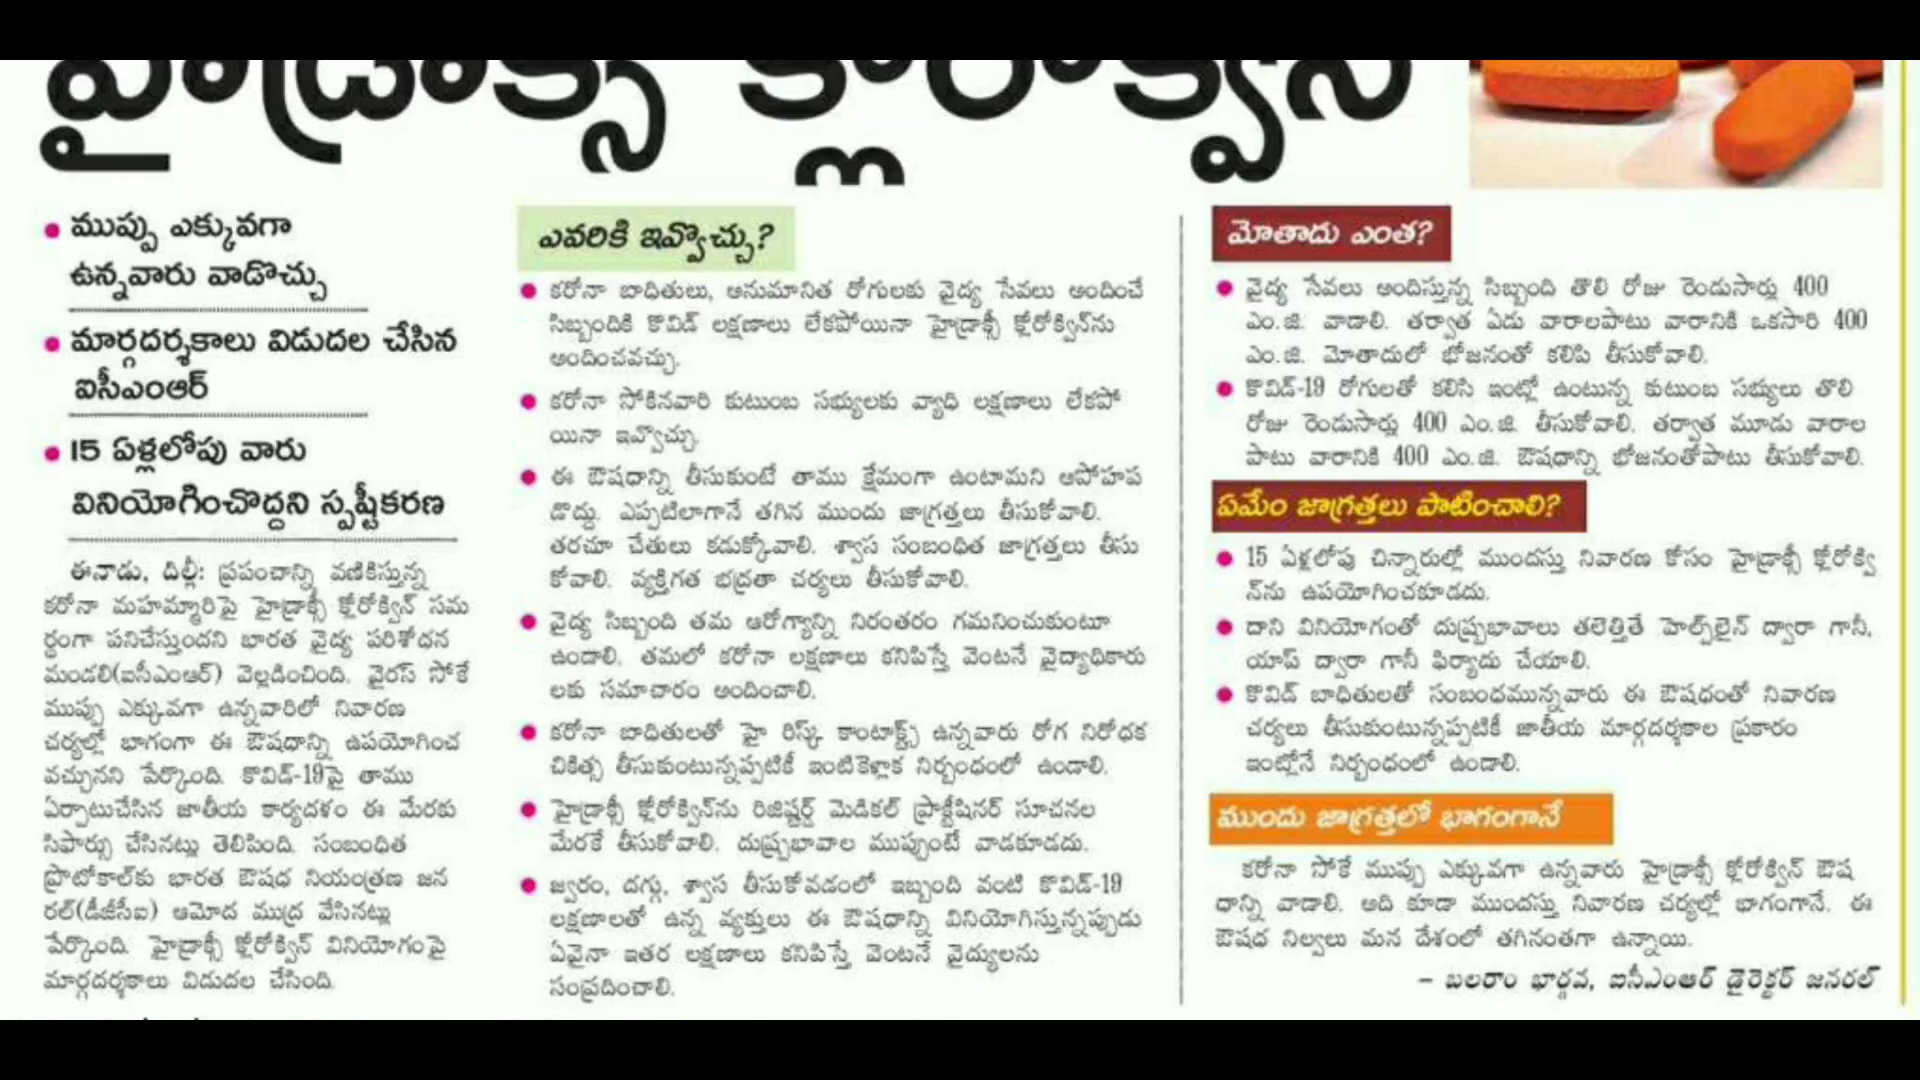 హైడ్రాక్సీ క్లోరోక్విన్
ముప్పు ఎక్కువగా
ఉన్నవారు వాడొచ్చు
మార్గదర్శకాలు విడుదల చేసిన
ఐసీఎంఆర్
15 ఏళ్లలోపు వారు
వినియోగించొద్దని స్పష్టీకరణ
ఈనాడు, దిల్లీ: ప్రపంచాన్ని వణికిస్తున్న
కరోనా మహమ్మారిపై హైడ్రాక్సీ క్లోరోక్విన్ సమ
ర్థంగా పనిచేస్తుందని భారత వైద్య పరిశోధన
మండలి(ఐసీఎంఆర్) వెల్లడించింది. వైరస్ సోకే
ముప్పు ఎక్కువగా ఉన్నవారిలో నివారణ
చర్యల్లో భాగంగా ఈ ఔషధాన్ని ఉపయోగించ
వచ్చునని పేర్కొంది. కొవిడ్-19పై తాము
ఏర్పాటుచేసిన జాతీయ కార్యదళం ఈ మేరకు
సిఫార్సు చేసినట్లు తెలిపింది. సంబంధిత
ప్రొటోకాల్‌కు భారత ఔషధ నియంత్రణ జన
రల్(డీజీసీఐ) ఆమోద ముద్ర వేసినట్లు
పేర్కొంది. హైడ్రాక్సీ క్లోరోక్విన్ వినియోగంపై
మార్గదర్శకాలు విడుదల చేసింది.
ఎవరికి ఇవ్వొచ్చు?
కరోనా బాధితులు, అనుమానిత రోగులకు వైద్య సేవలు అందించే
సిబ్బందికి కొవిడ్ లక్షణాలు లేకపోయినా హైడ్రాక్సీ క్లోరోక్విన్‌ను
అందించవచ్చు.
కరోనా సోకినవారి కుటుంబ సభ్యులకు వ్యాధి లక్షణాలు లేకపో
యినా ఇవ్వొచ్చు.
ఈ ఔషధాన్ని తీసుకుంటే తాము క్షేమంగా ఉంటామని అపోహప
డొద్దు. ఎప్పటిలాగానే తగిన ముందు జాగ్రత్తలు తీసుకోవాలి.
తరచూ చేతులు కడుక్కోవాలి. శ్వాస సంబంధిత జాగ్రత్తలు తీసు
కోవాలి. వ్యక్తిగత భద్రతా చర్యలు తీసుకోవాలి.
వైద్య సిబ్బంది తమ ఆరోగ్యాన్ని నిరంతరం గమనించుకుంటూ
ఉండాలి. తమలో కరోనా లక్షణాలు కనిపిస్తే వెంటనే వైద్యాధికారు
లకు సమాచారం అందించాలి.
కరోనా బాధితులతో హై రిస్క్ కాంటాక్ట్స్ ఉన్నవారు రోగ నిరోధక
చికిత్స తీసుకుంటున్నప్పటికీ ఇంటికెళ్లాక నిర్బంధంలో ఉండాలి.
హైడ్రాక్సీ క్లోరోక్విన్‌ను రిజిష్టర్డ్ మెడికల్ ప్రాక్టీషినర్ సూచనల
మేరకే తీసుకోవాలి. దుష్ప్రభావాల ముప్పుంటే వాడకూడదు.
జ్వరం, దగ్గు, శ్వాస తీసుకోవడంలో ఇబ్బంది వంటి కొవిడ్-19
లక్షణాలతో ఉన్న వ్యక్తులు ఈ ఔషధాన్ని వినియోగిస్తున్నప్పుడు
ఏవైనా ఇతర లక్షణాలు కనిపిస్తే వెంటనే వైద్యులను
సంప్రదించాలి.
మోతాదు ఎంత?
వైద్య సేవలు అందిస్తున్న సిబ్బంది తొలి రోజు రెండుసార్లు 400
ఎం.జి. వాడాలి. తర్వాత ఏడు వారాలపాటు వారానికి ఒకసారి 400
ఎం.జి. మోతాదులో భోజనంతో కలిపి తీసుకోవాలి.
కొవిడ్-19 రోగులతో కలిసి ఇంట్లో ఉంటున్న కుటుంబ సభ్యులు తొలి
రోజు రెండుసార్లు 400 ఎం.జి. తీసుకోవాలి. తర్వాత మూడు వారాల
పాటు వారానికి 400 ఎం.జి. ఔషధాన్ని భోజనంతోపాటు తీసుకోవాలి.
ఏమేం జాగ్రత్తలు పాటించాలి?
15 ఏళ్లలోపు చిన్నారుల్లో ముందస్తు నివారణ కోసం హైడ్రాక్సీ క్లోరోక్వి
న్‌ను ఉపయోగించకూడదు.
దాని వినియోగంతో దుష్ప్రభావాలు తలెత్తితే హెల్ప్‌లైన్ ద్వారా గానీ,
యాప్ ద్వారా గానీ ఫిర్యాదు చేయాలి.
కొవిడ్ బాధితులతో సంబంధమున్నవారు ఈ ఔషధంతో నివారణ
చర్యలు తీసుకుంటున్నప్పటికీ జాతీయ మార్గదర్శకాల ప్రకారం
ఇంట్లోనే నిర్బంధంలో ఉండాలి.
ముందు జాగ్రత్తలో భాగంగానే
కరోనా సోకే ముప్పు ఎక్కువగా ఉన్నవారు హైడ్రాక్సీ క్లోరోక్విన్ ఔష
ధాన్ని వాడాలి. అది కూడా ముందస్తు నివారణ చర్యల్లో భాగంగానే. ఈ
ఔషధ నిల్వలు మన దేశంలో తగినంతగా ఉన్నాయి.
– బలరాం భార్గవ, ఐసీఎంఆర్ డైరెక్టర్ జనరల్